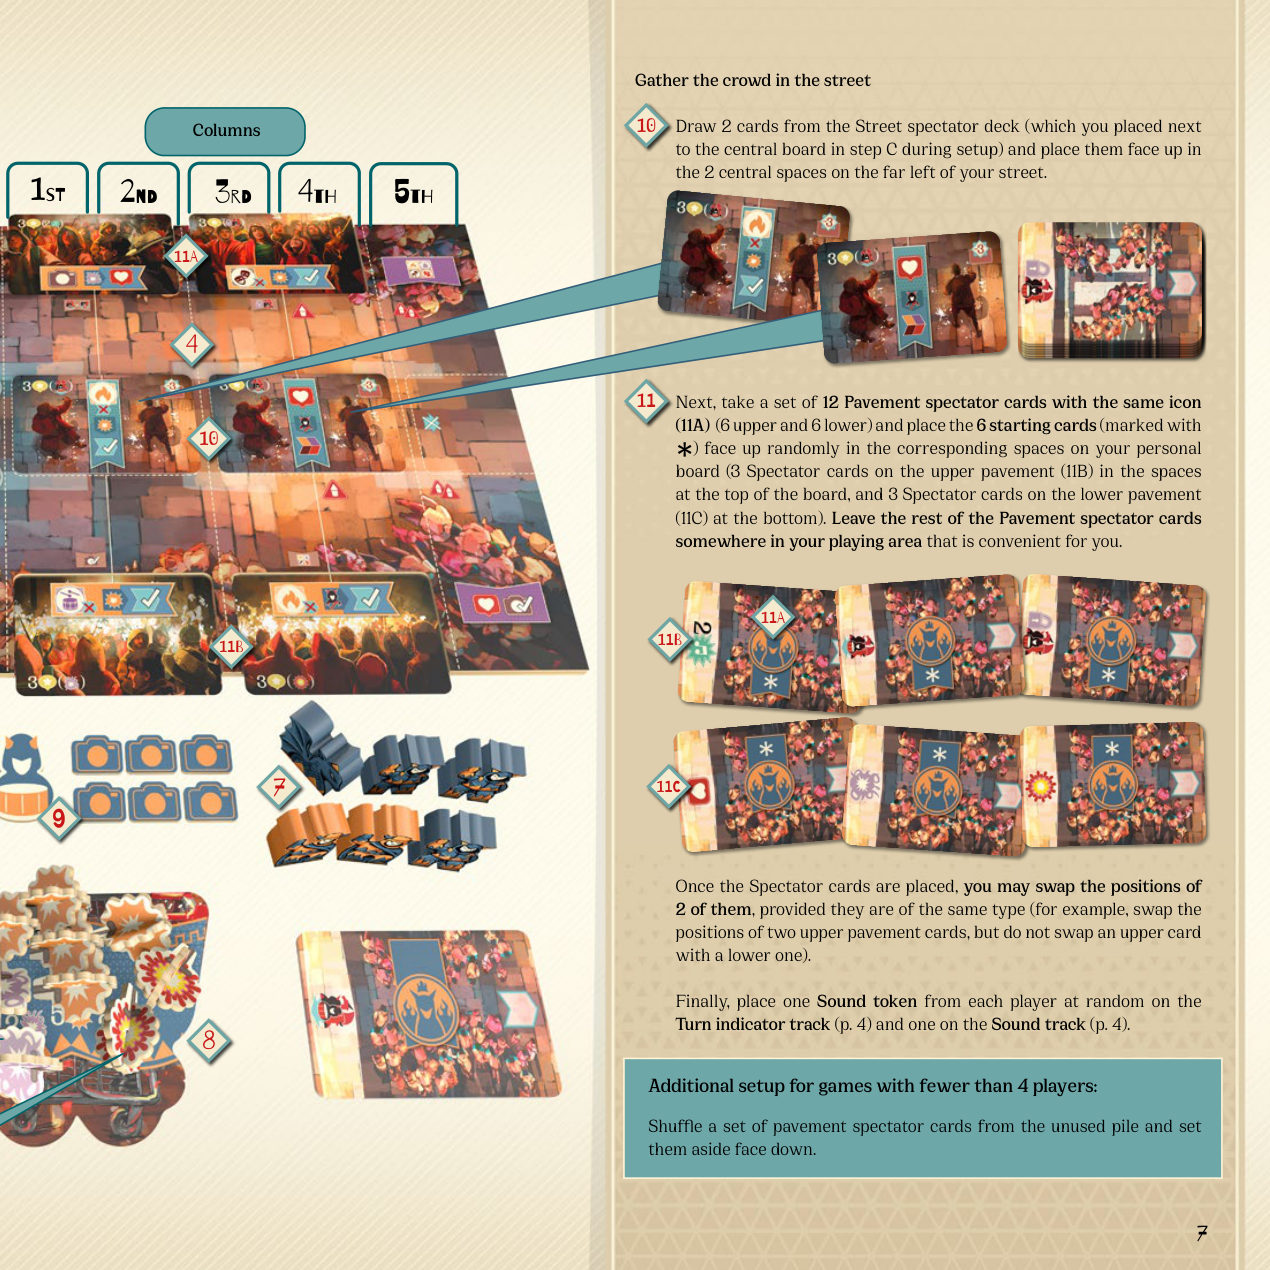 Columns
1ST 2ND 3RD 4TH 5TH
11A
4
10
11B
9
7
8
Gather the crowd in the street
10 Draw 2 cards from the Street spectator deck (which you placed next
to the central board in step C during setup) and place them face up in
the 2 central spaces on the far left of your street.
3 3
3 3
11 Next, take a set of 12 Pavement spectator cards with the same icon
(11A) (6 upper and 6 lower) and place the 6 starting cards (marked with
*) face up randomly in the corresponding spaces on your personal
board (3 Spectator cards on the upper pavement (11B) in the spaces
at the top of the board, and 3 Spectator cards on the lower pavement
(11C) at the bottom). Leave the rest of the Pavement spectator cards
somewhere in your playing area that is convenient for you.
11A
11B
2
11C
Once the Spectator cards are placed, you may swap the positions of
2 of them, provided they are of the same type (for example, swap the
positions of two upper pavement cards, but do not swap an upper card
with a lower one).
Finally, place one Sound token from each player at random on the
Turn indicator track (p. 4) and one on the Sound track (p. 4).
Additional setup for games with fewer than 4 players:
Shuffle a set of pavement spectator cards from the unused pile and set
them aside face down.
7